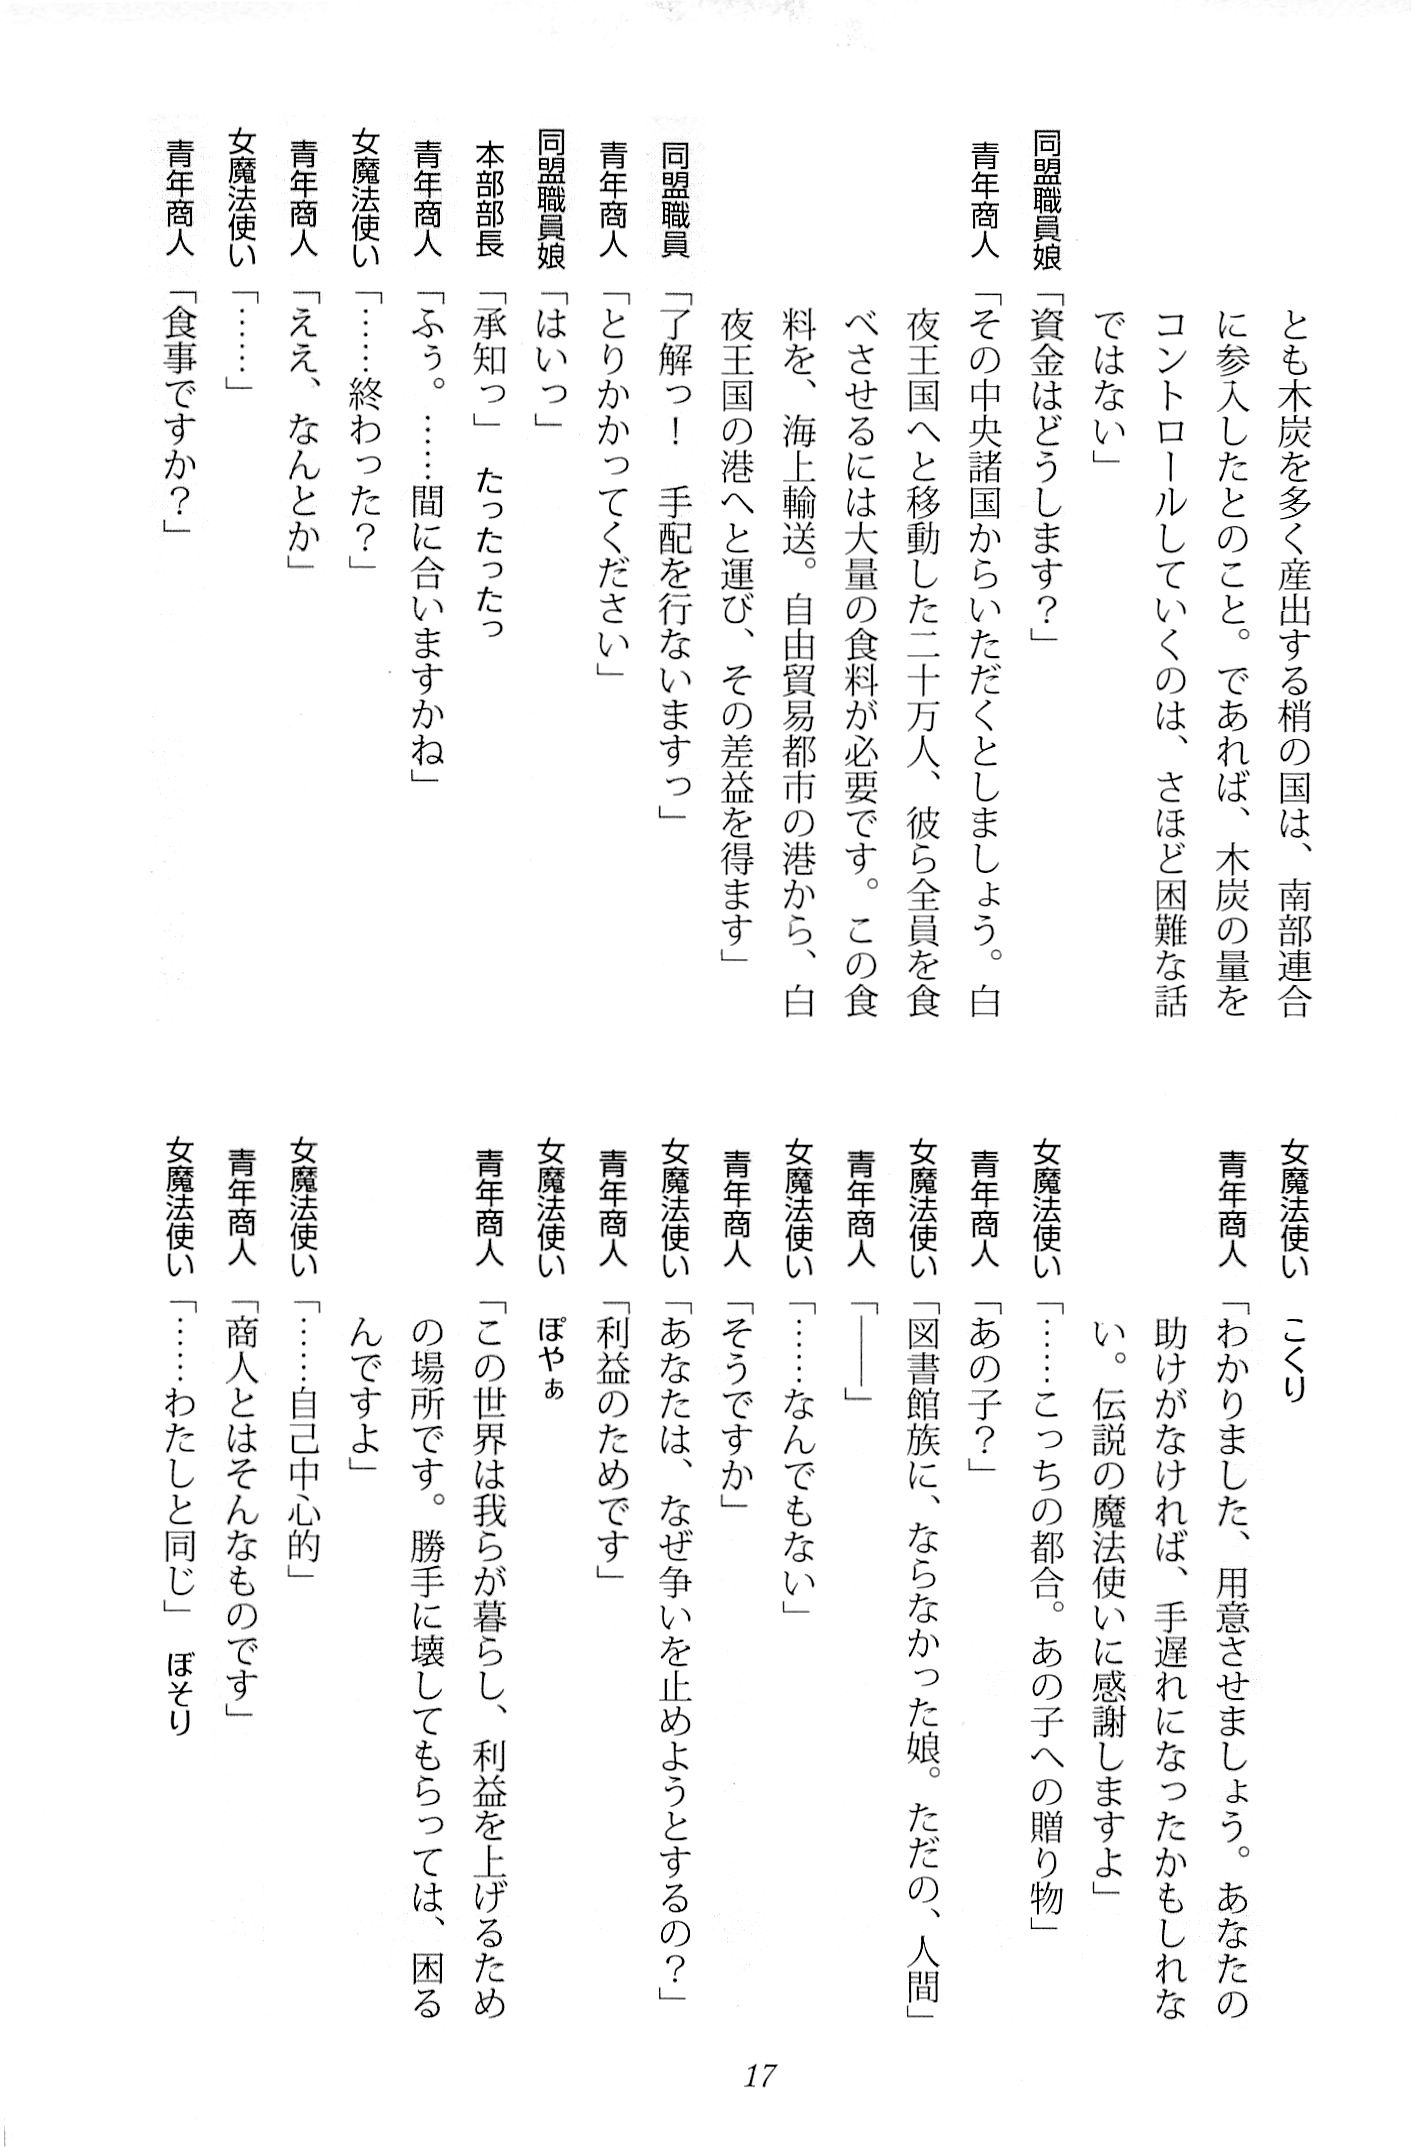 とも木炭を多く産出する梢の国は、南部連合
に参入したとのこと。であれば、木炭の量を
コントロールしていくのは、さほど困難な話
ではない」
同盟職員娘「資金はどうします？」
青年商人「その中央諸国からいただくとしましょう。白
夜王国へと移動した二十万人、彼ら全員を食
べさせるには大量の食料が必要です。この食
料を、海上輸送。自由貿易都市の港から、白
夜王国の港へと運び、その差益を得ます」
同盟職員「了解っ！　手配を行ないますっ」
青年商人「とりかかってください」
同盟職員娘「はいっ」
本部部長「承知っ」たったったっ
青年商人「ふぅ。……間に合いますかね」
女魔法使い「……終わった？」
青年商人「ええ、なんとか」
女魔法使い「……」
青年商人「食事ですか？」
女魔法使い　こくり
青年商人「わかりました、用意させましょう。あなたの
助けがなければ、手遅れになったかもしれな
い。伝説の魔法使いに感謝しますよ」
女魔法使い「……こっちの都合。あの子への贈り物」
青年商人「あの子？」
女魔法使い「図書館族に、ならなかった娘。ただの、人間」
青年商人「――」
女魔法使い「……なんでもない」
青年商人「そうですか」
女魔法使い「あなたは、なぜ争いを止めようとするの？」
青年商人「利益のためです」
女魔法使い　ぽやぁ
青年商人「この世界は我らが暮らし、利益を上げるため
の場所です。勝手に壊してもらっては、困る
んですよ」
女魔法使い「……自己中心的」
青年商人「商人とはそんなものです」
女魔法使い「……わたしと同じ」ぼそり
17